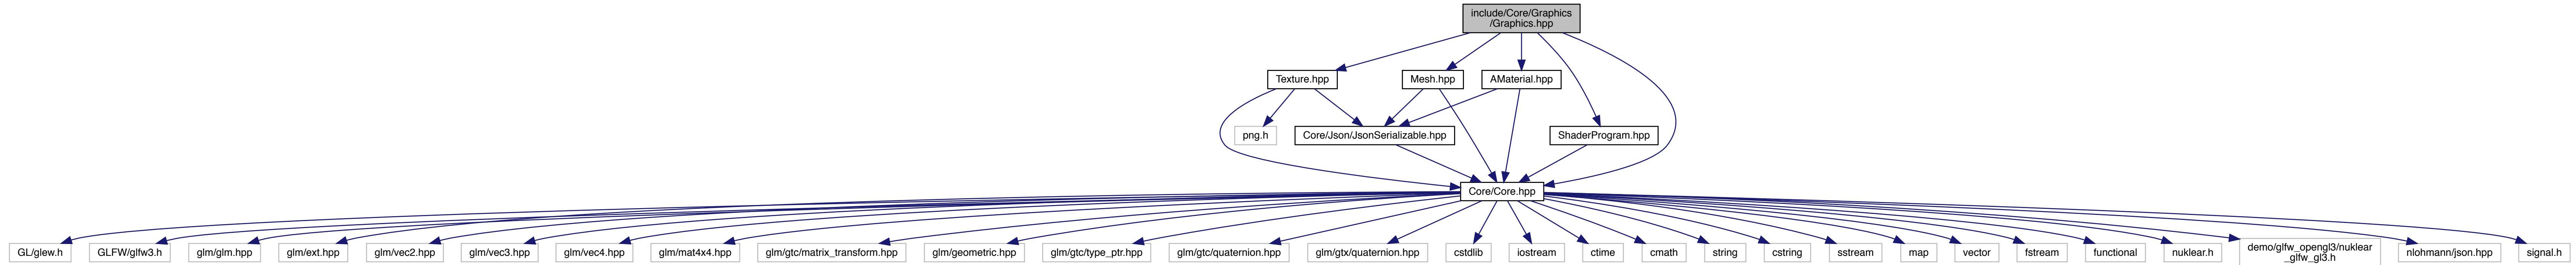 include/Core/Graphics
/Graphics.hpp
Texture.hpp
Mesh.hpp
AMaterial.hpp
png.h
Core/Json/JsonSerializable.hpp
ShaderProgram.hpp
Core/Core.hpp
GL/glew.h
GLFW/glfw3.h
glm/glm.hpp
glm/ext.hpp
glm/vec2.hpp
glm/vec3.hpp
glm/vec4.hpp
glm/mat4x4.hpp
glm/gtc/matrix_transform.hpp
glm/geometric.hpp
glm/gtc/type_ptr.hpp
glm/gtc/quaternion.hpp
glm/gtx/quaternion.hpp
cstdlib
iostream
ctime
cmath
string
cstring
sstream
map
vector
fstream
functional
nuklear.h
demo/glfw_opengl3/nuklear
_glfw_gl3.h
nlohmann/json.hpp
signal.h